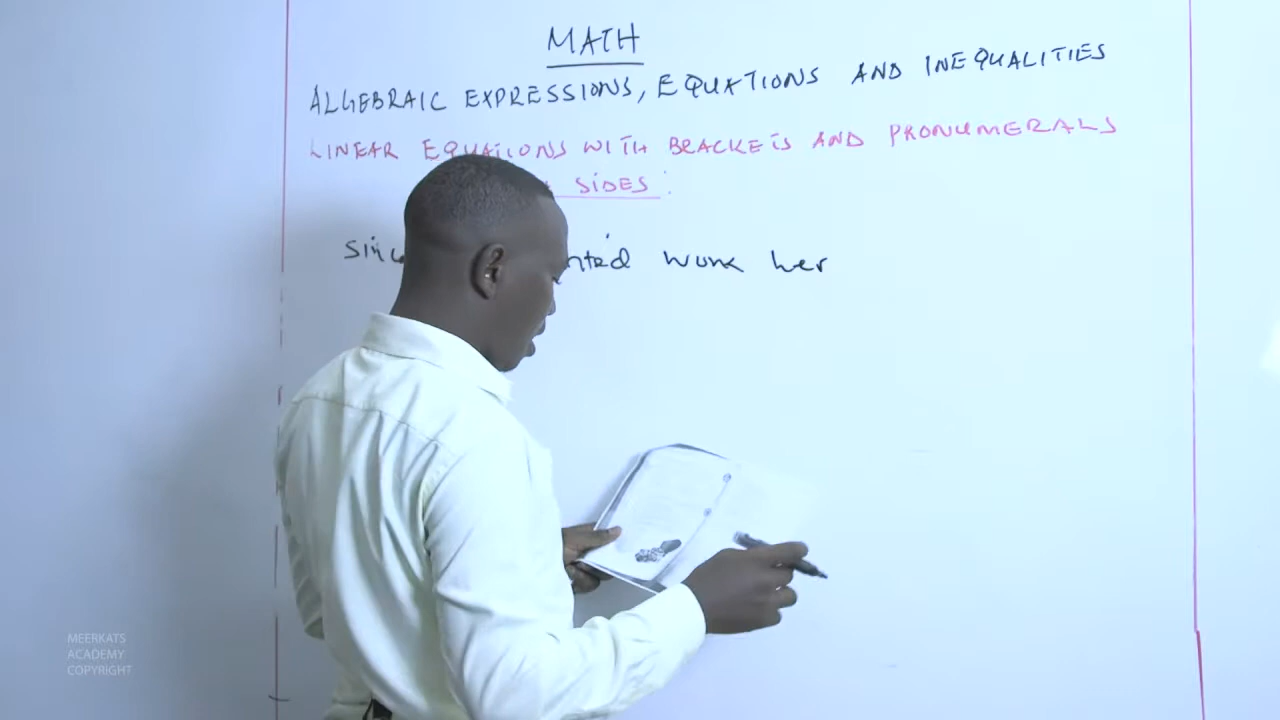 MATH
ALGEBRAIC EXPRESSIONS, EQUATIONS AND INEQUALITIES
LINEAR EQUATIONS WITH BRACKETS AND PRONUMERALS
SIDES:
work her
MEERKATS
ACADEMY
COPYRIGHT